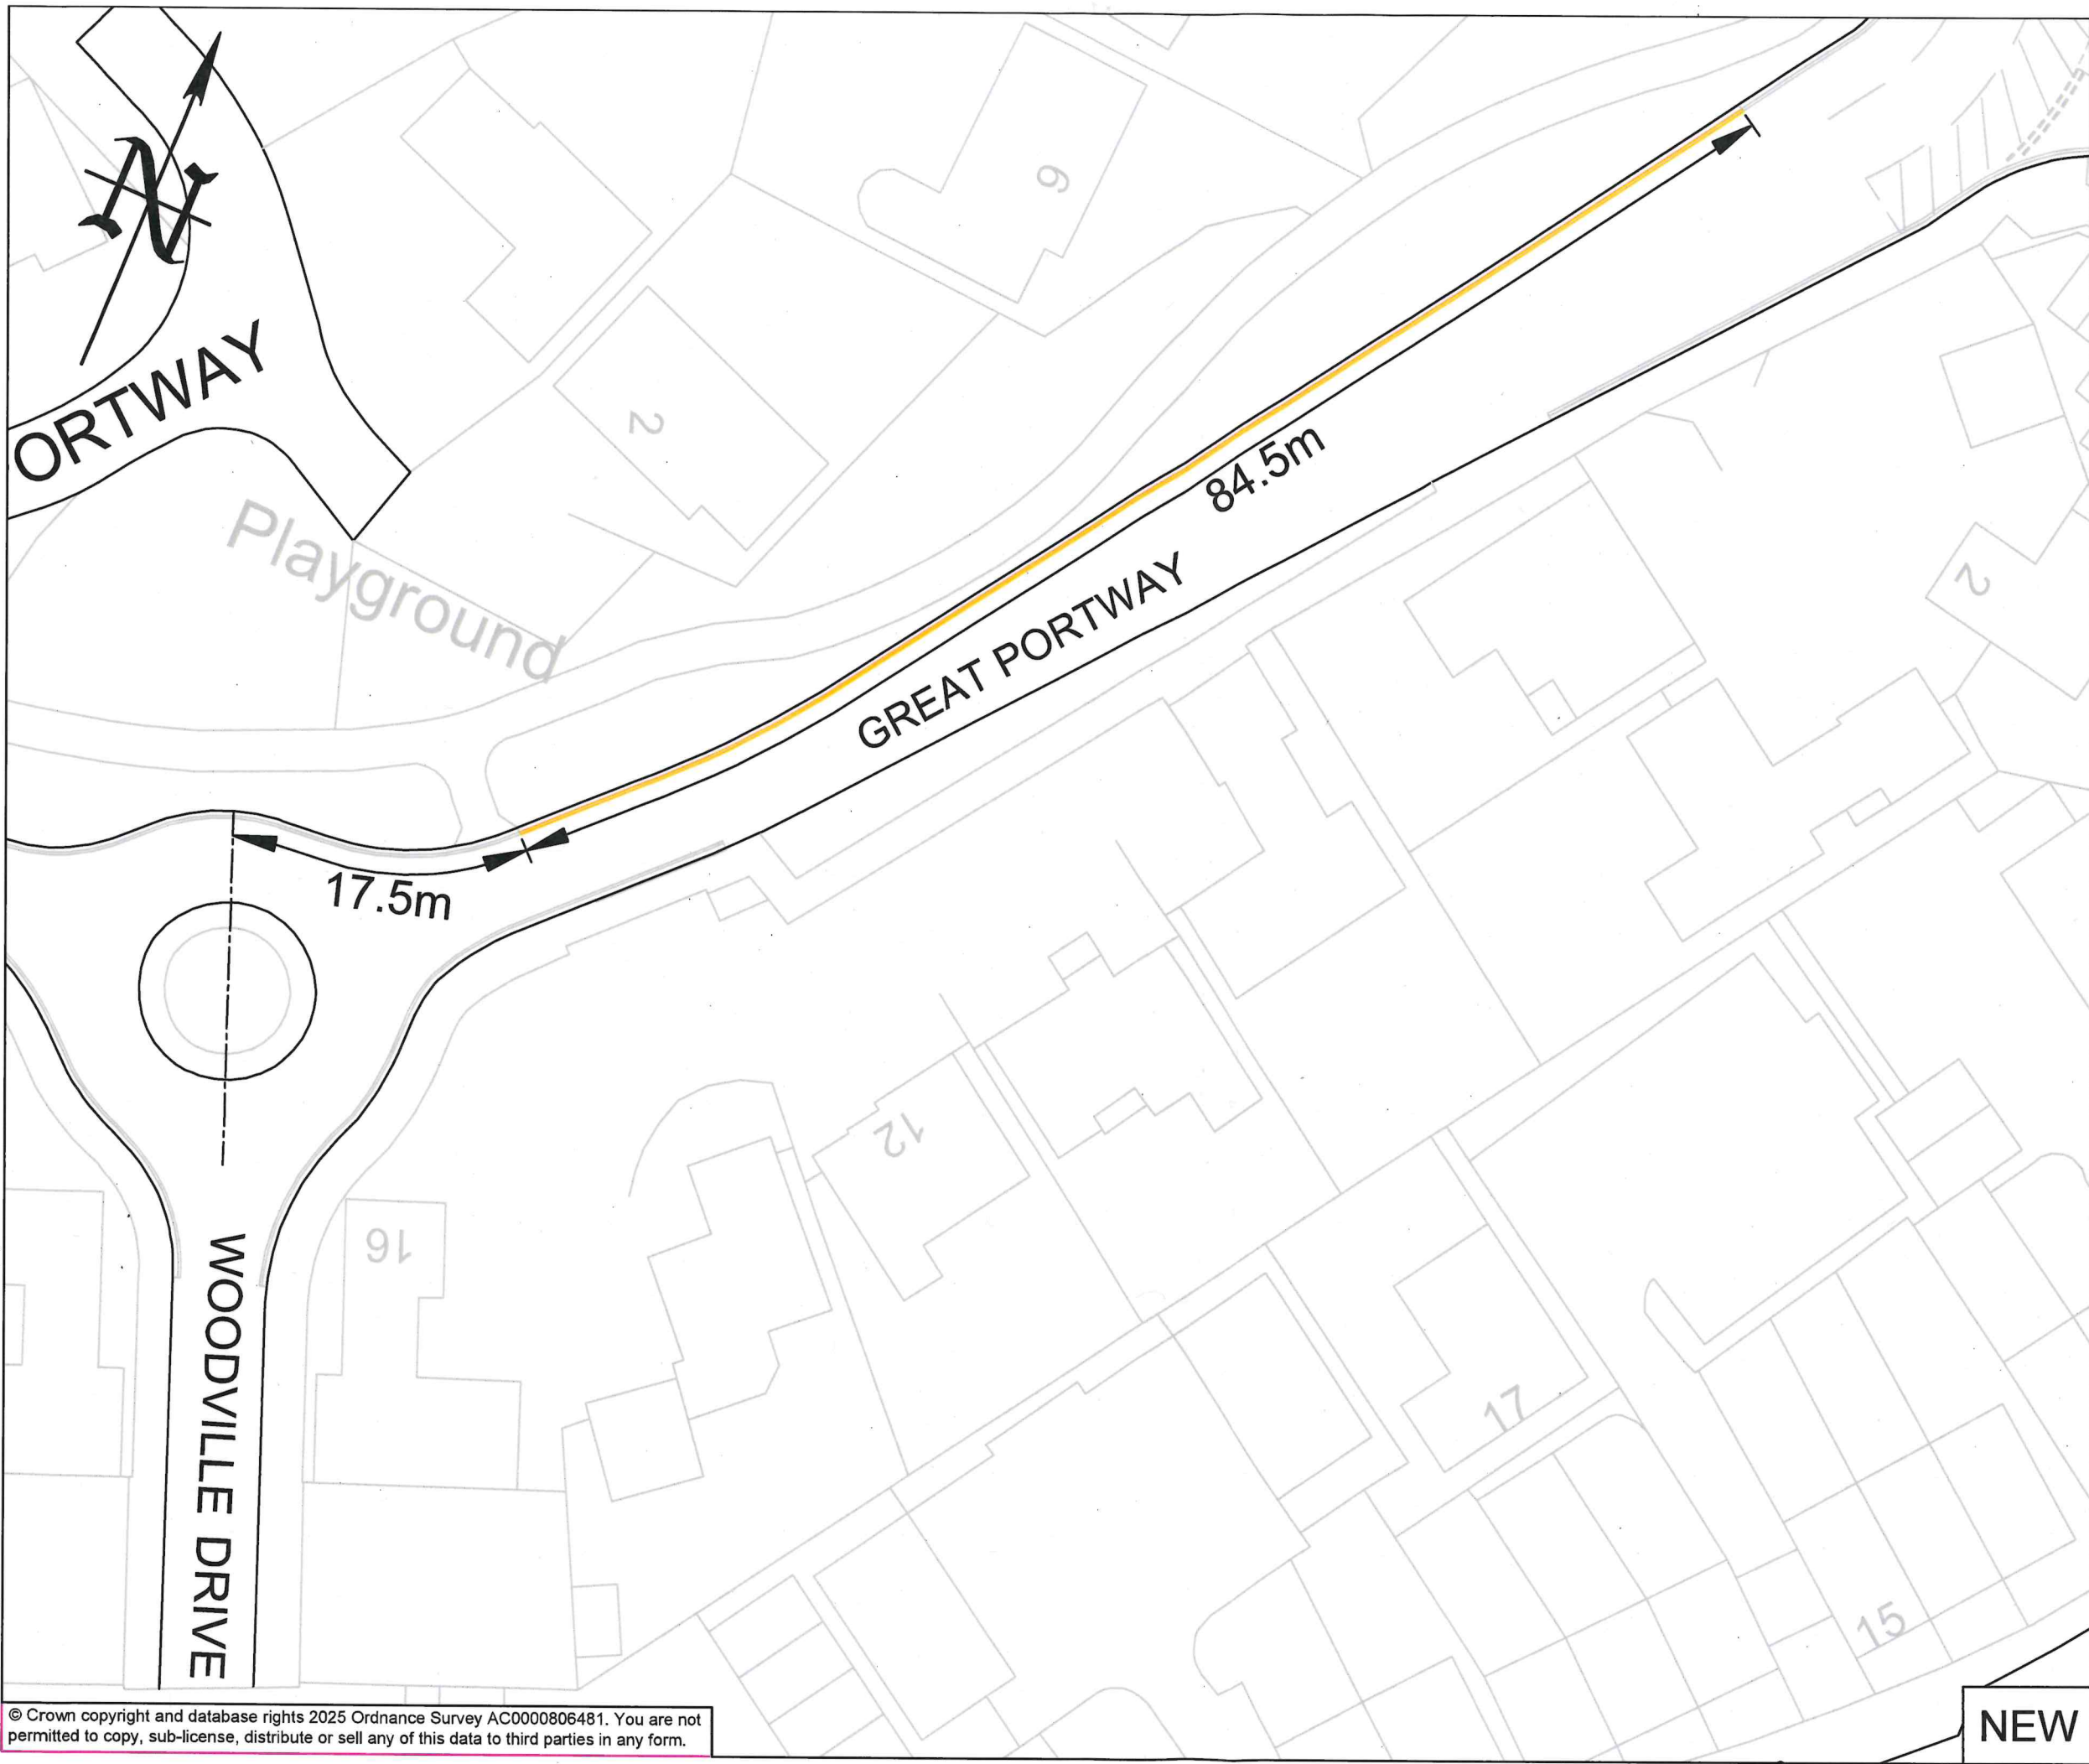 N
ORTWAY
Playground
2
6
84.5m
GREAT PORTWAY
2
17.5m
12
16
WOODVILLE DRIVE
17
15
© Crown copyright and database rights 2025 Ordnance Survey AC0000806481. You are not
permitted to copy, sub-license, distribute or sell any of this data to third parties in any form.
NEW